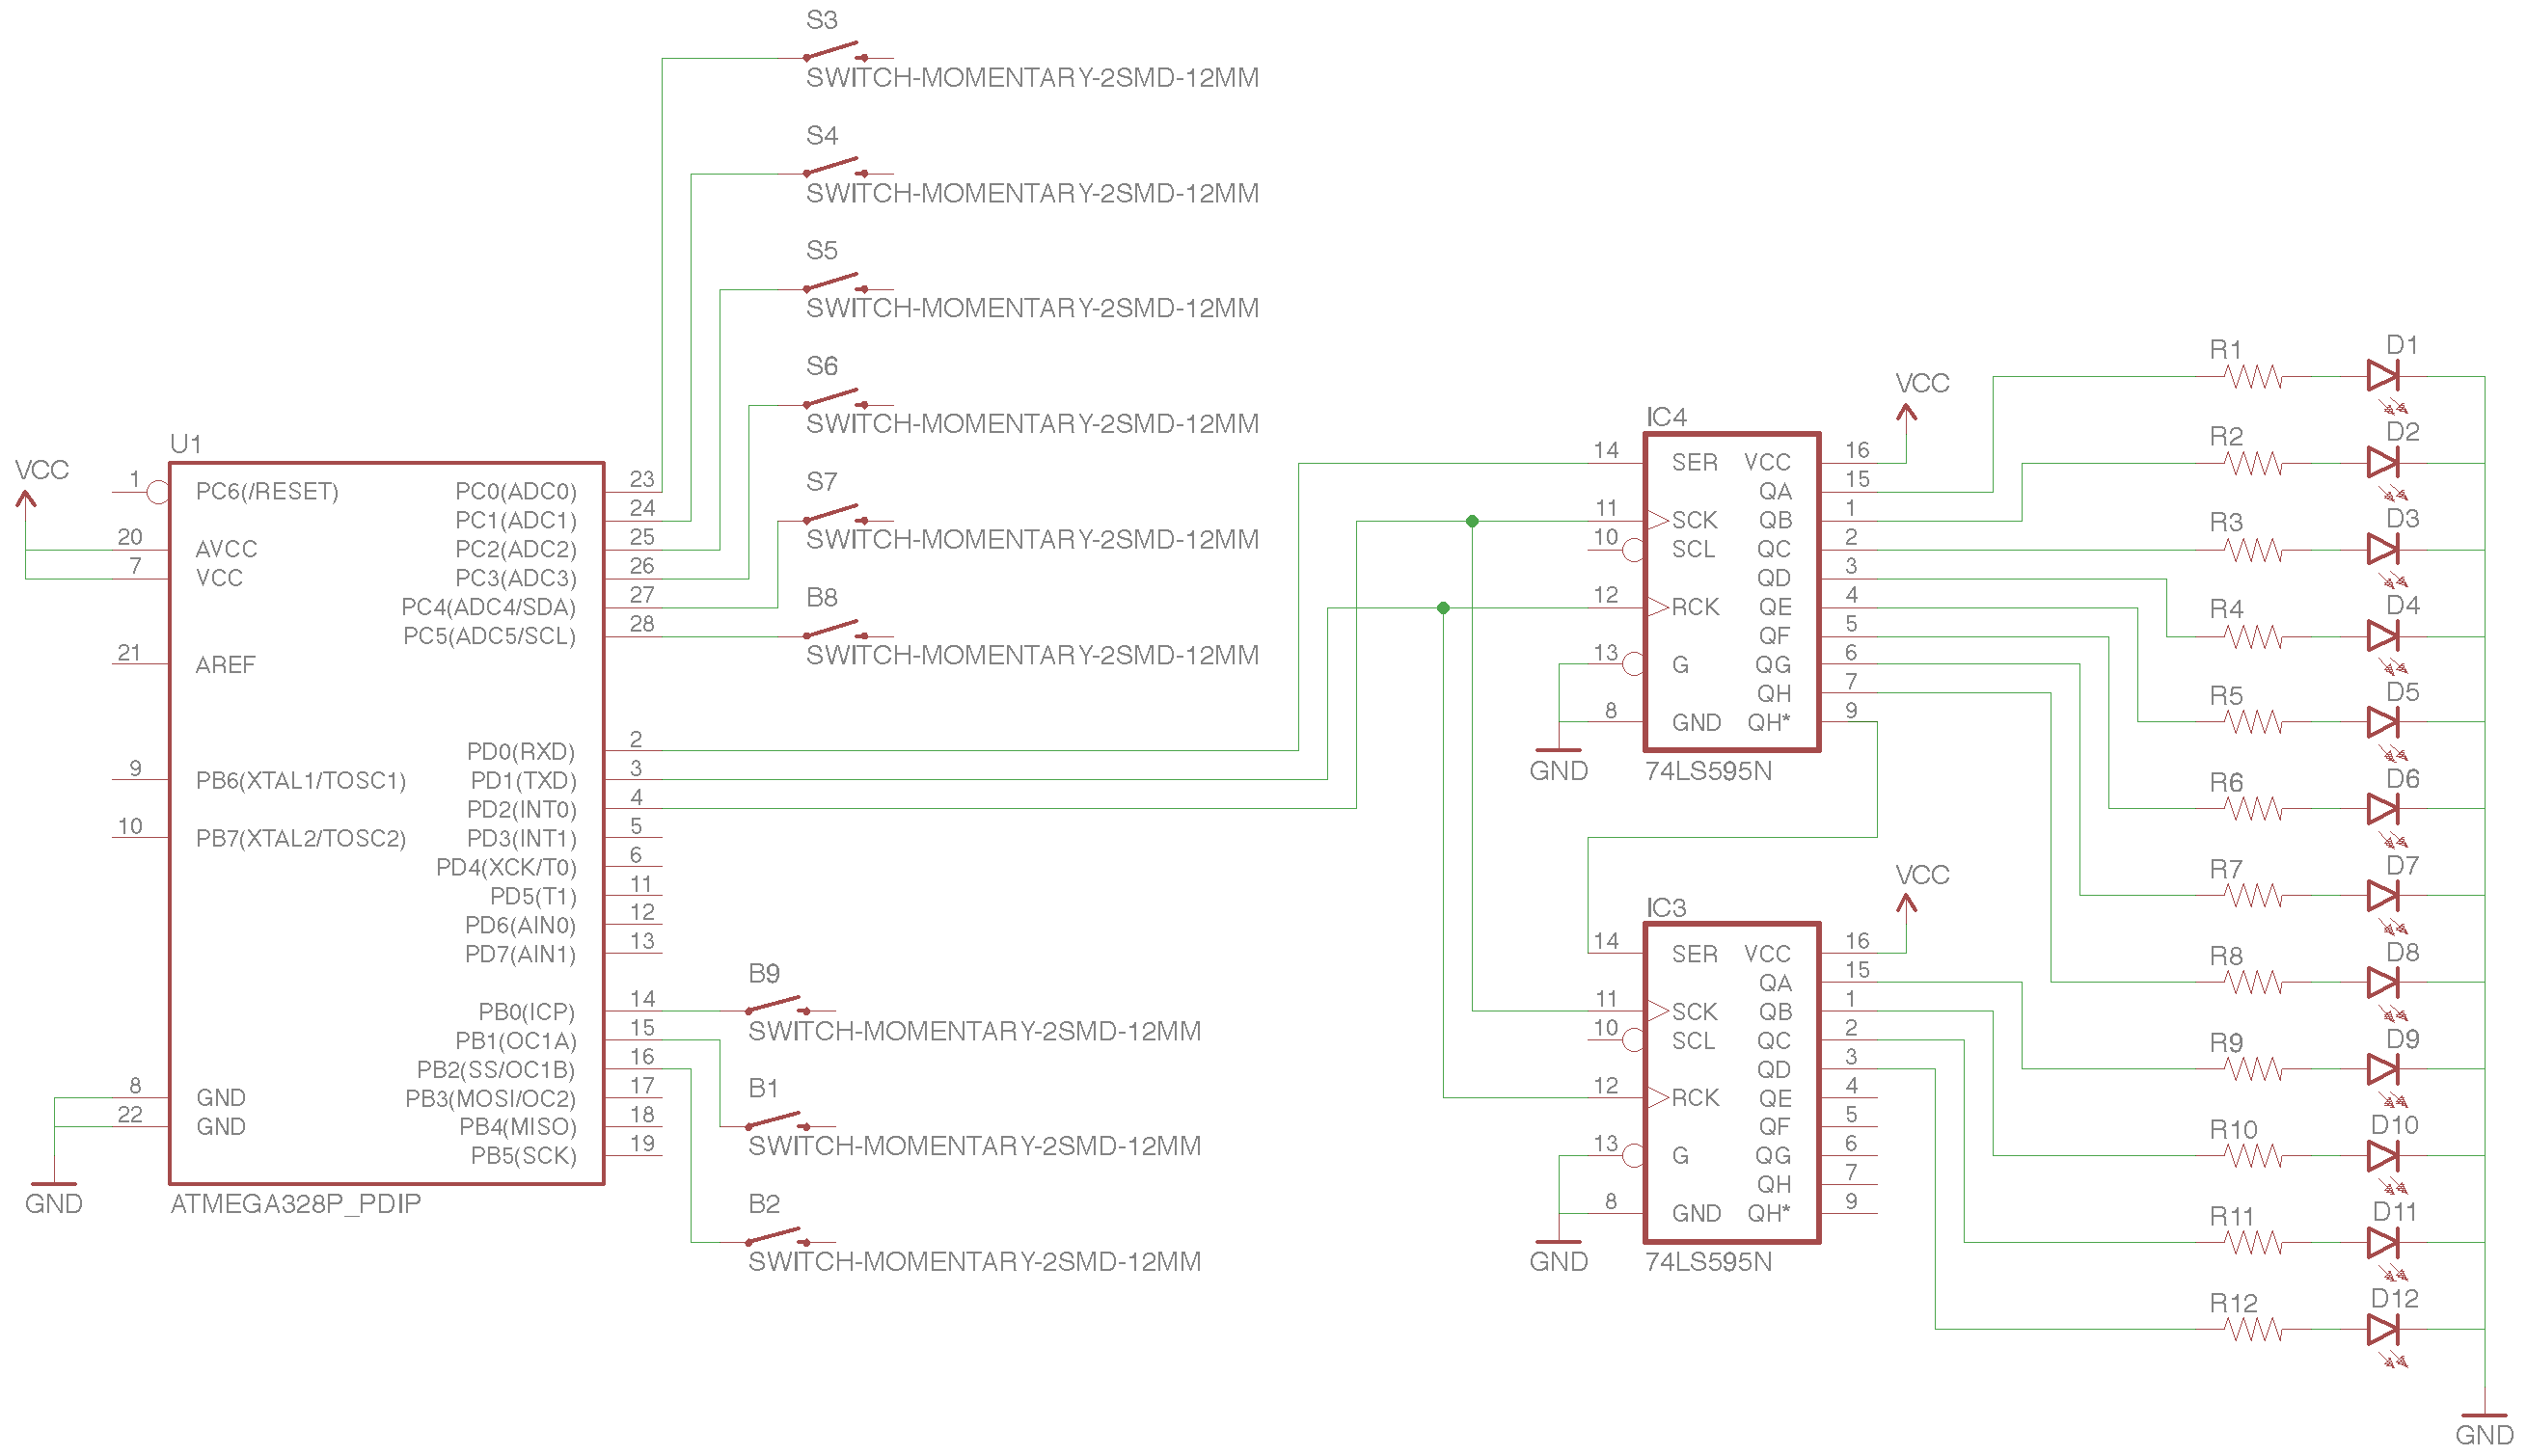 S3
SWITCH-MOMENTARY-2SMD-12MM
S4
SWITCH-MOMENTARY-2SMD-12MM
S5
SWITCH-MOMENTARY-2SMD-12MM
S6
SWITCH-MOMENTARY-2SMD-12MM
S7
SWITCH-MOMENTARY-2SMD-12MM
B8
SWITCH-MOMENTARY-2SMD-12MM
VCC
U1
1 PC6(/RESET) PC0(ADC0) 23
PC1(ADC1) 24
20 AVCC PC2(ADC2) 25
7 VCC PC3(ADC3) 26
PC4(ADC4/SDA) 27
PC5(ADC5/SCL) 28
21 AREF
PD0(RXD) 2
9 PB6(XTAL1/TOSC1) PD1(TXD) 3
PD2(INT0) 4
10 PB7(XTAL2/TOSC2) PD3(INT1) 5
PD4(XCK/T0) 6
PD5(T1) 11
PD6(AIN0) 12
PD7(AIN1) 13
PB0(ICP) 14
PB1(OC1A) 15
PB2(SS/OC1B) 16
8 GND PB3(MOSI/OC2) 17
22 GND PB4(MISO) 18
PB5(SCK) 19
GND
ATMEGA328P_PDIP
B9
SWITCH-MOMENTARY-2SMD-12MM
B1
SWITCH-MOMENTARY-2SMD-12MM
B2
SWITCH-MOMENTARY-2SMD-12MM
VCC
IC4
14 SER VCC 16
QA 15
11 SCK QB 1
10 SCL QC 2
QD 3
12 RCK QE 4
QF 5
13 G QG 6
QH 7
8 GND QH* 9
GND
74LS595N
VCC
IC3
14 SER VCC 16
QA 15
11 SCK QB 1
10 SCL QC 2
QD 3
12 RCK QE 4
QF 5
13 G QG 6
QH 7
8 GND QH* 9
GND
74LS595N
R1 D1
R2 D2
R3 D3
R4 D4
R5 D5
R6 D6
R7 D7
R8 D8
R9 D9
R10 D10
R11 D11
R12 D12
GND